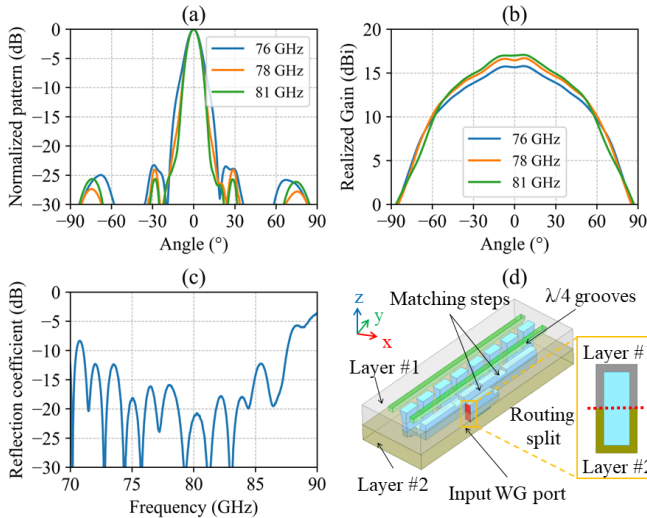 (a)
Normalized pattern (dB)
0
−5
−10
−15
−20
−25
−30
76 GHz
78 GHz
81 GHz
−90 −60 −30 0 30 60 90
Angle (°)
(b)
Realized Gain (dBi)
20
15
10
5
0
76 GHz
78 GHz
81 GHz
−90 −60 −30 0 30 60 90
Angle (°)
(c)
Reflection coefficient (dB)
0
−5
−10
−15
−20
−25
−30
70 75 80 85 90
Frequency (GHz)
(d)
z
y
x
Matching steps
λ/4 grooves
Layer #1
Layer #2
Input WG port
Routing
split
Layer #1
Layer #2